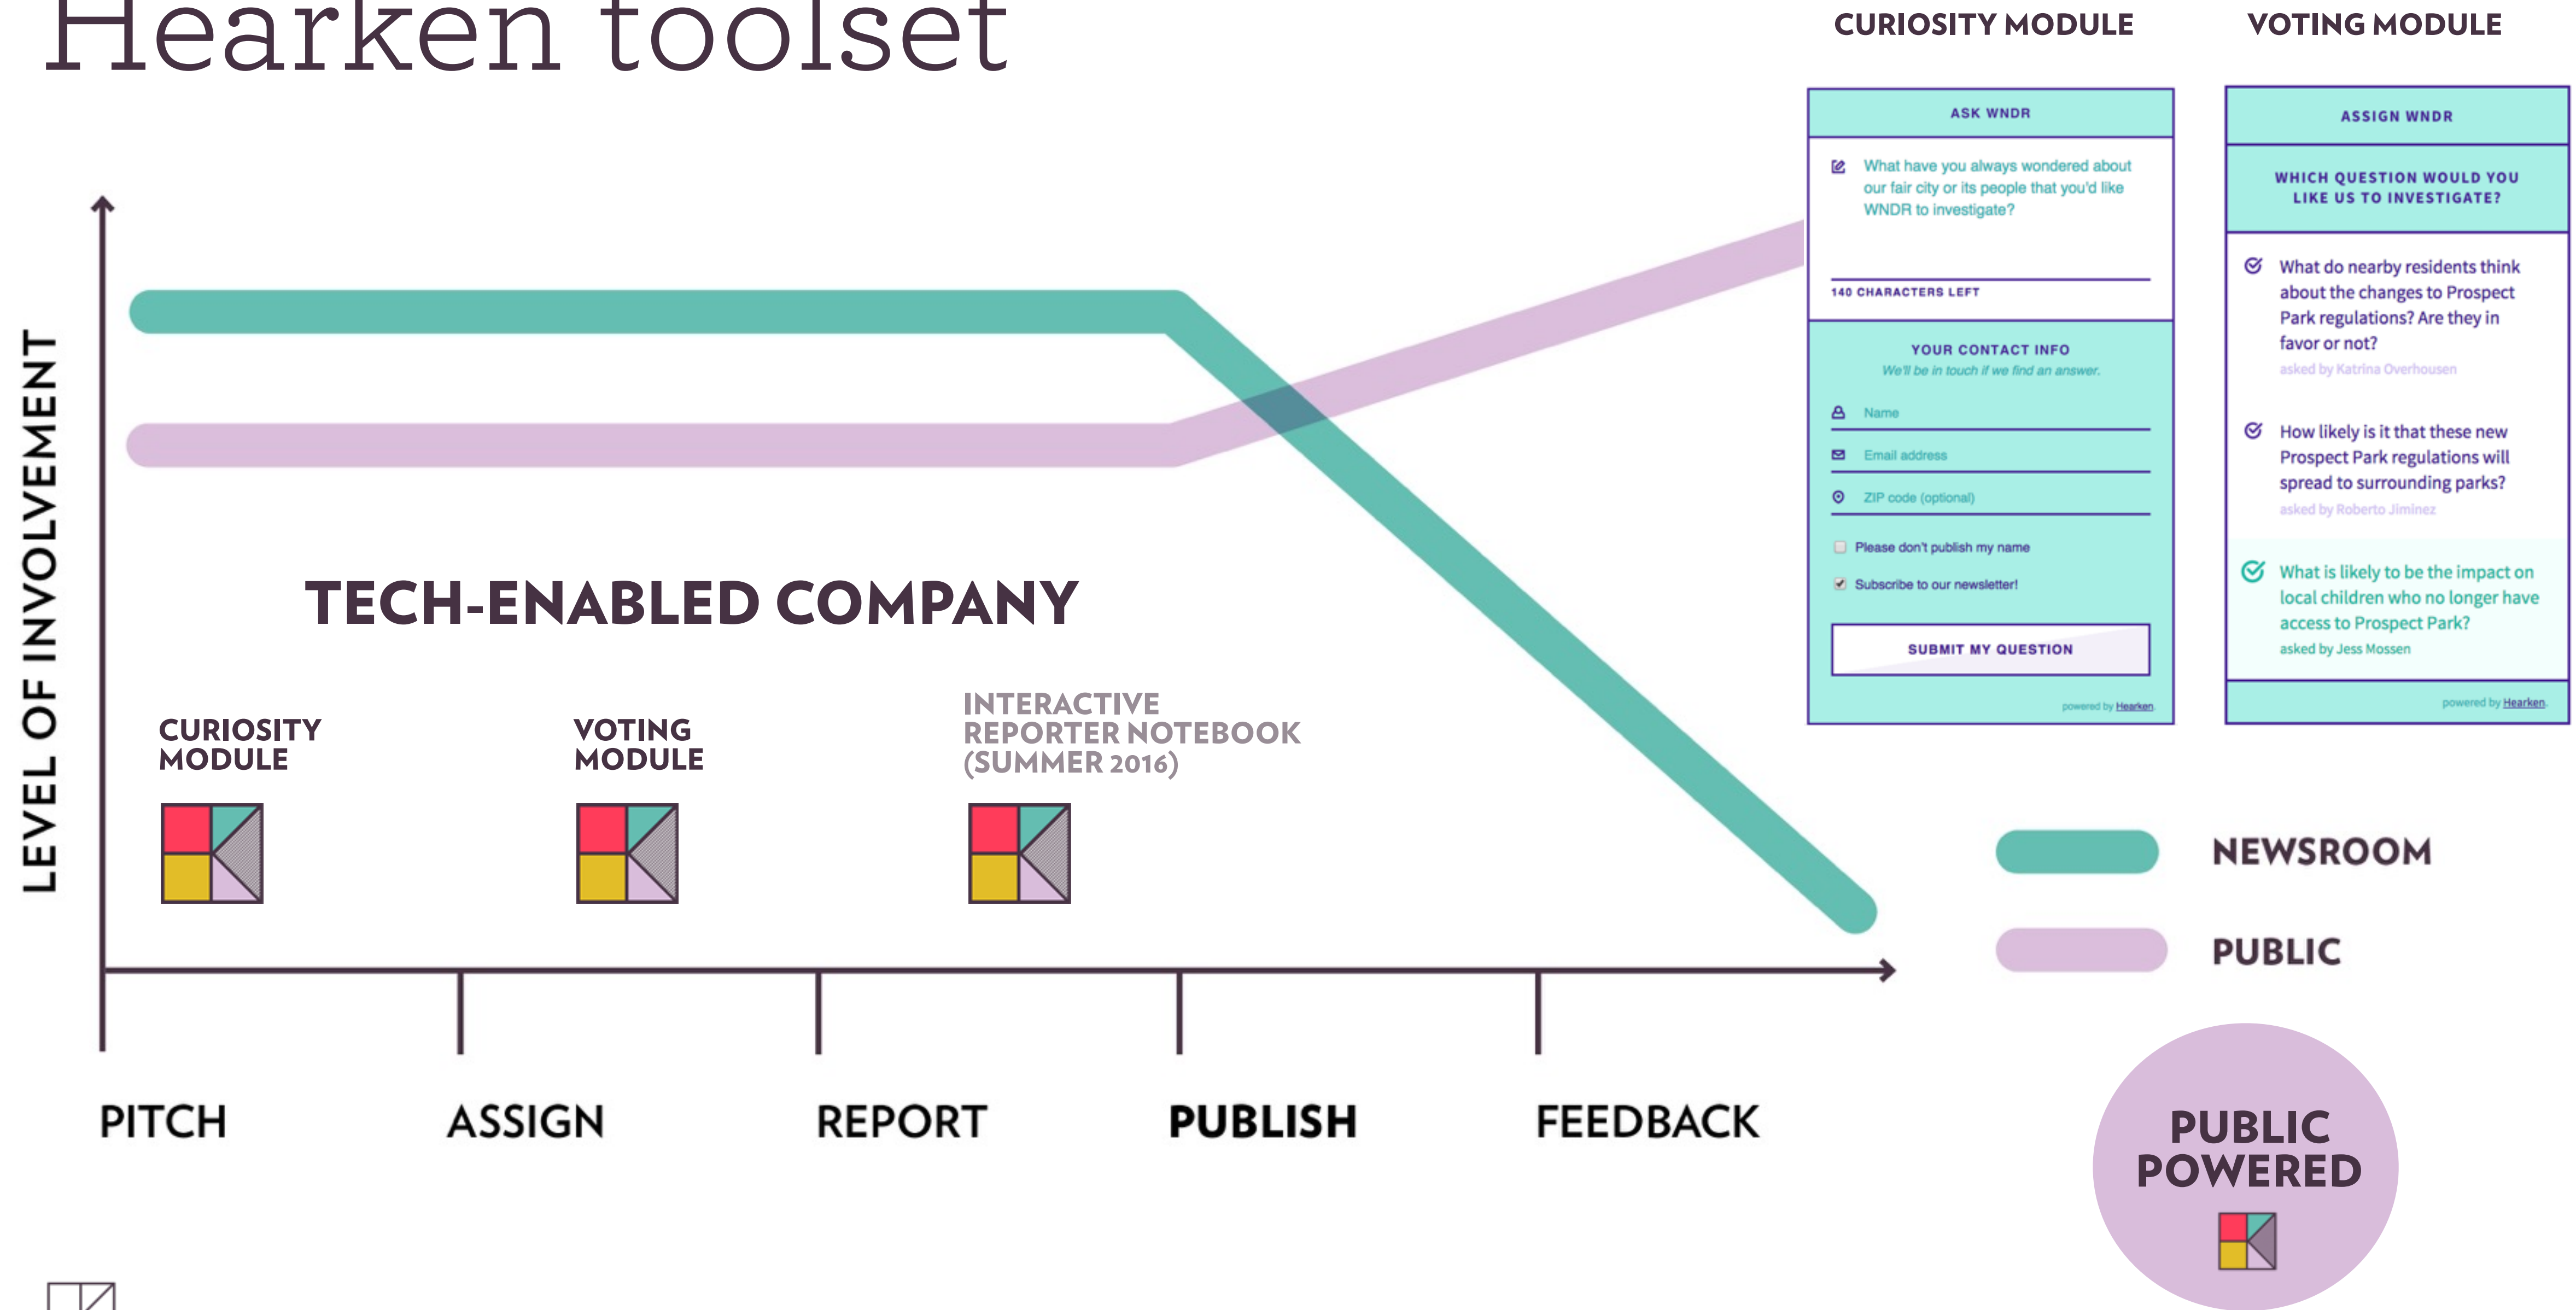 Hearken toolset
CURIOSITY MODULE
VOTING MODULE
ASK WNDR
What have you always wondered about
our fair city or its people that you'd like
WNDR to investigate?
140 CHARACTERS LEFT
YOUR CONTACT INFO
We'll be in touch if we find an answer.
Name
Email address
ZIP code (optional)
Please don't publish my name
Subscribe to our newsletter!
SUBMIT MY QUESTION
powered by Hearken.
ASSIGN WNDR
WHICH QUESTION WOULD YOU
LIKE US TO INVESTIGATE?
What do nearby residents think
about the changes to Prospect
Park regulations? Are they in
favor or not?
asked by Katrina Overhousen
How likely is it that these new
Prospect Park regulations will
spread to surrounding parks?
asked by Roberto Jiminez
What is likely to be the impact on
local children who no longer have
access to Prospect Park?
asked by Jess Mossen
powered by Hearken.
LEVEL OF INVOLVEMENT
TECH-ENABLED COMPANY
CURIOSITY
MODULE
VOTING
MODULE
INTERACTIVE
REPORTER NOTEBOOK
(SUMMER 2016)
NEWSROOM
PUBLIC
PITCH
ASSIGN
REPORT
PUBLISH
FEEDBACK
PUBLIC
POWERED